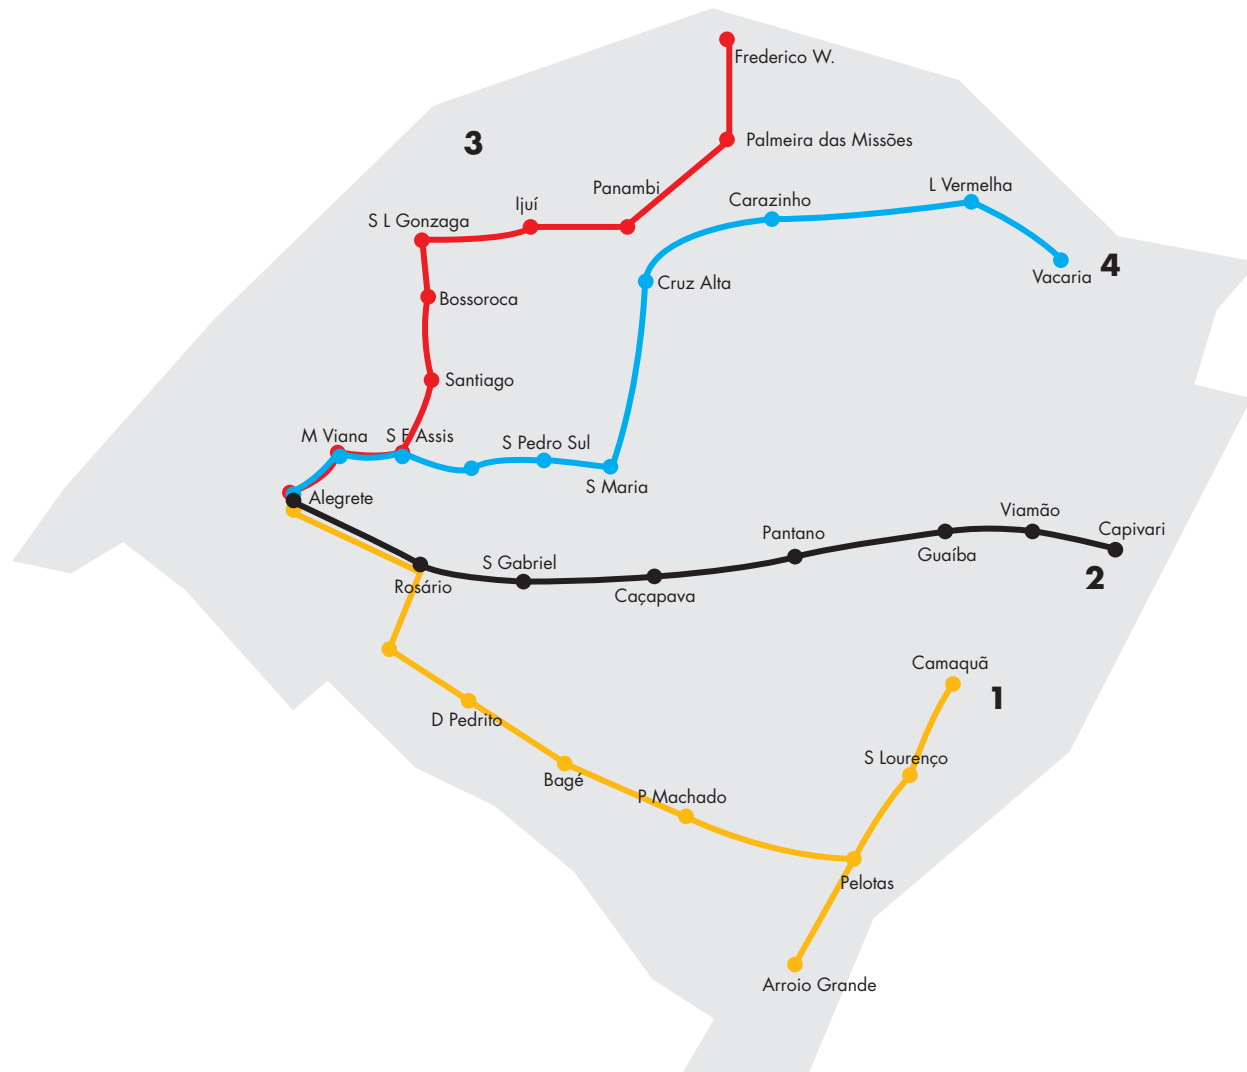 Frederico W.
3
Palmeira das Missões
Panambi
L Vermelha
Carazinho
Ijuí
S L Gonzaga
4
Vacaria
Cruz Alta
Bossoroca
Santiago
M Viana
S F Assis
S Pedro Sul
S Maria
Alegrete
Viamão
Capivari
Pantano
Guaíba
S Gabriel
2
Rosário
Caçapava
Camaquã
1
D Pedrito
S Lourenço
Bagé
P Machado
Pelotas
Arroio Grande